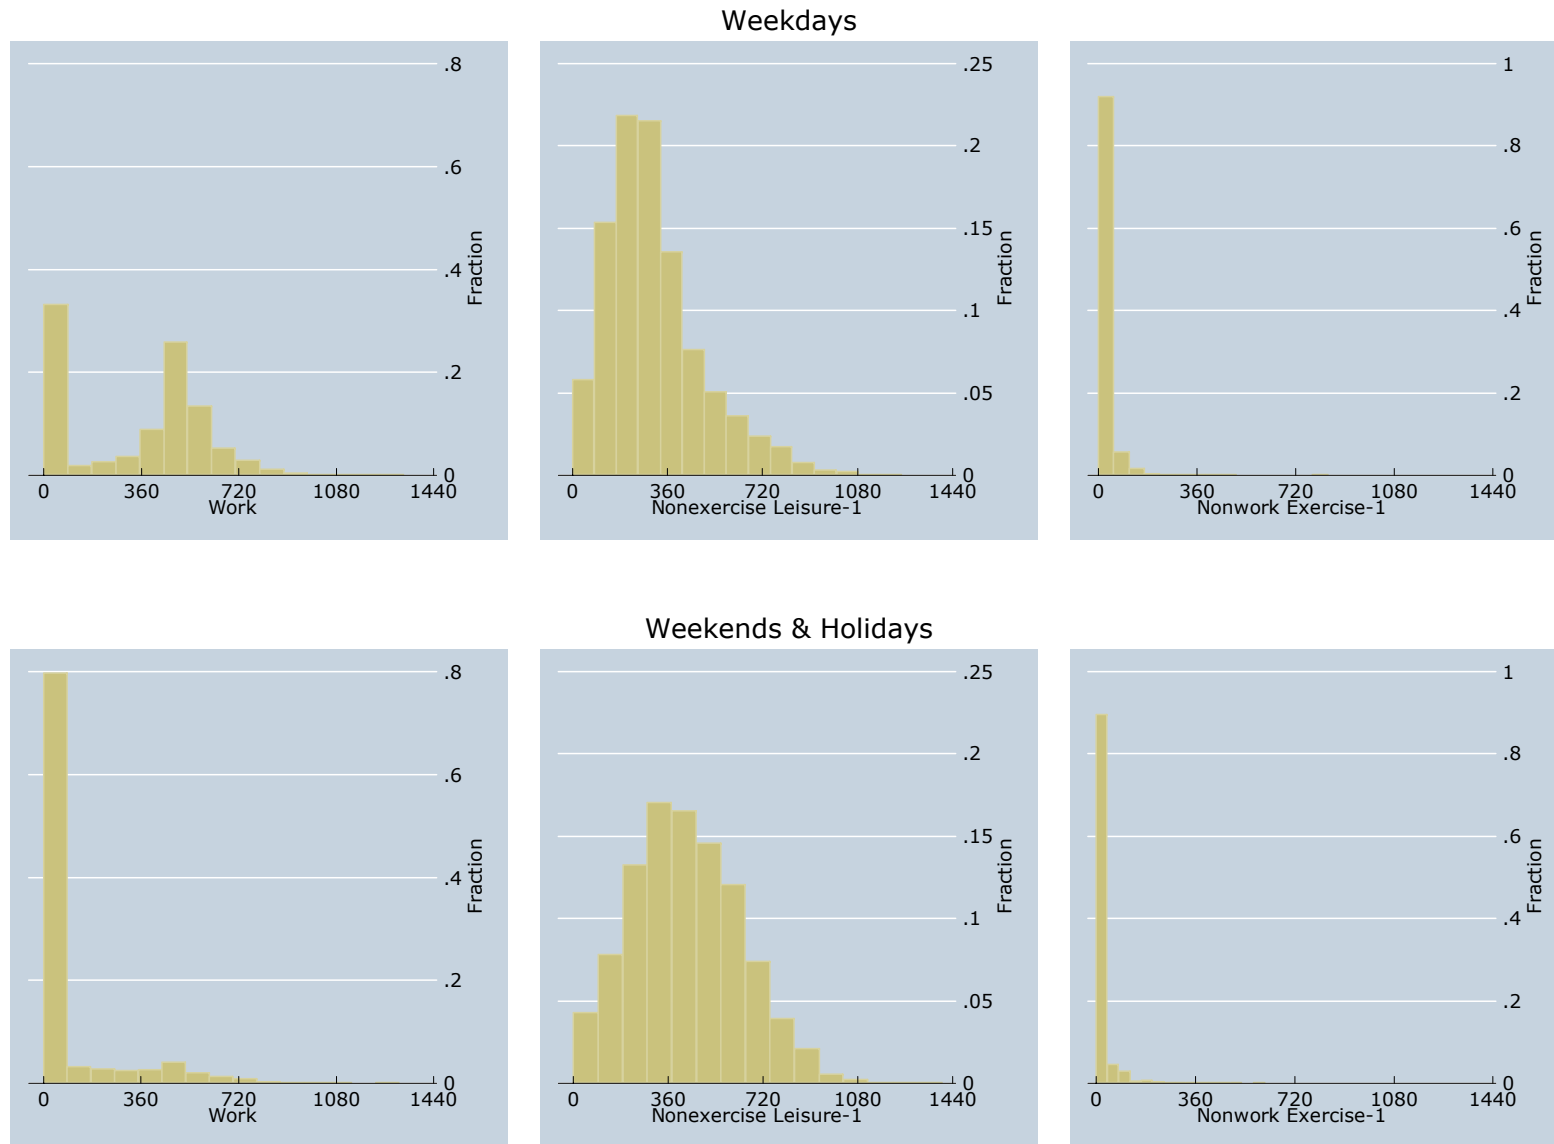 Weekdays
.8
.6
.4
.2
0
Fraction
0 360 720 1080 1440
Work
.25
.2
.15
.1
.05
0
Fraction
0 360 720 1080 1440
Nonexercise Leisure-1
1
.8
.6
.4
.2
0
Fraction
0 360 720 1080 1440
Nonwork Exercise-1
Weekends & Holidays
.8
.6
.4
.2
0
Fraction
0 360 720 1080 1440
Work
.25
.2
.15
.1
.05
0
Fraction
0 360 720 1080 1440
Nonexercise Leisure-1
1
.8
.6
.4
.2
0
Fraction
0 360 720 1080 1440
Nonwork Exercise-1